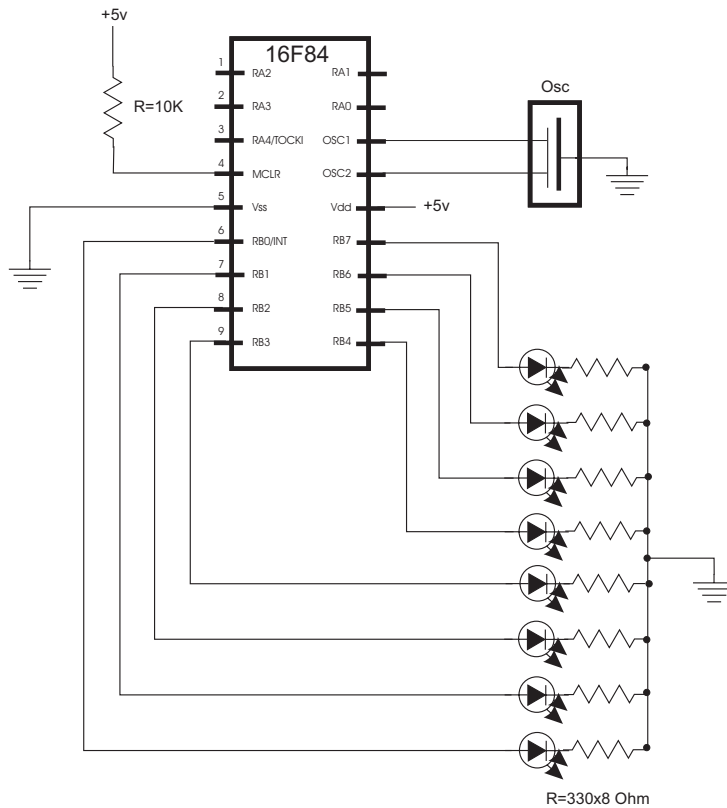 +5v
16F84
1
RA2
RA1
Osc
2
RA3
RA0
R=10K
3
RA4/TOCKI
OSC1
4
MCLR
OSC2
5
Vss
Vdd
+5v
6
RB0/INT
RB7
7
RB1
RB6
8
RB2
RB5
9
RB3
RB4
R=330x8 Ohm